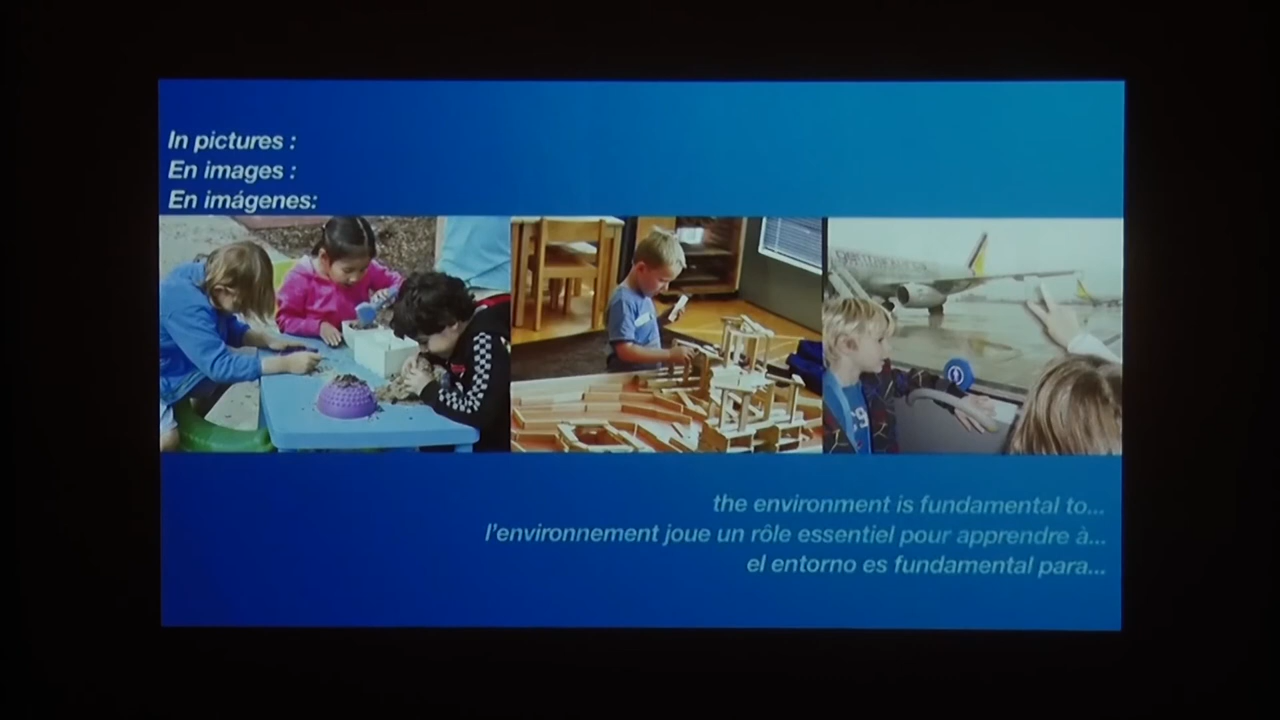 In pictures :
En images :
En imágenes:
the environment is fundamental to...
l'environnement joue un rôle essentiel pour apprendre à...
el entorno es fundamental para...